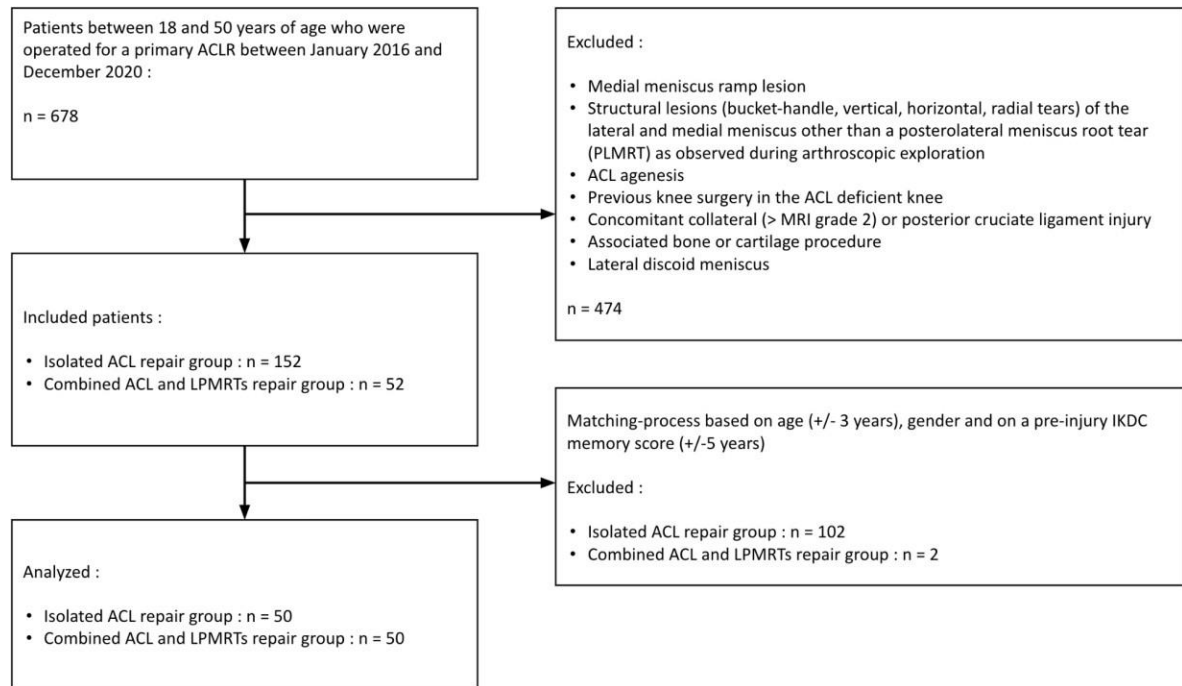 Patients between 18 and 50 years of age who were
operated for a primary ACLR between January 2016 and
December 2020 :
n = 678
Excluded :
• Medial meniscus ramp lesion
• Structural lesions (bucket-handle, vertical, horizontal, radial tears) of the
lateral and medial meniscus other than a posterolateral meniscus root tear
(PLMRT) as observed during arthroscopic exploration
• ACL agenesis
• Previous knee surgery in the ACL deficient knee
• Concomitant collateral (> MRI grade 2) or posterior cruciate ligament injury
• Associated bone or cartilage procedure
• Lateral discoid meniscus
n = 474
Included patients :
• Isolated ACL repair group : n = 152
• Combined ACL and LPMRTs repair group : n = 52
Matching-process based on age (+/- 3 years), gender and on a pre-injury IKDC
memory score (+/-5 years)
Excluded :
• Isolated ACL repair group : n = 102
• Combined ACL and LPMRTs repair group : n = 2
Analyzed :
• Isolated ACL repair group : n = 50
• Combined ACL and LPMRTs repair group : n = 50